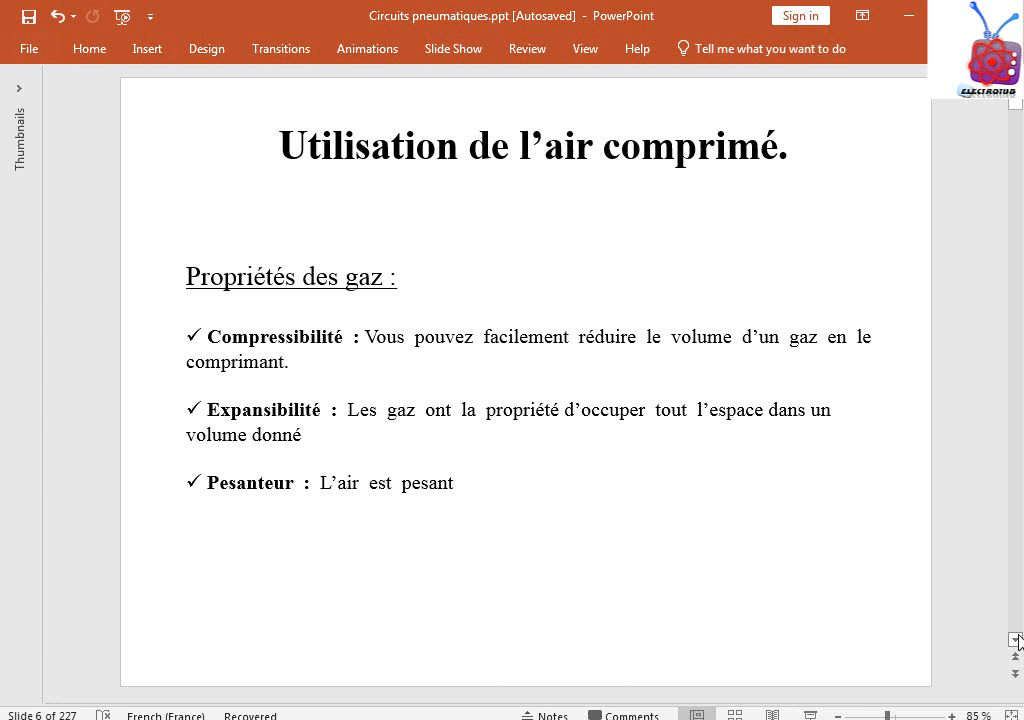 Circuits pneumatiques.ppt [Autosaved] - PowerPoint
Sign in
File Home Insert Design Transitions Animations Slide Show Review View Help Tell me what you want to do
ELECTROTUB
Thumbnails
Utilisation de l’air comprimé.
Propriétés des gaz :
✓ Compressibilité : Vous pouvez facilement réduire le volume d’un gaz en le
comprimant.
✓ Expansibilité : Les gaz ont la propriété d’occuper tout l’espace dans un
volume donné
✓ Pesanteur : L’air est pesant
Slide 6 of 227 French (France) Recovered Notes Comments 85 %